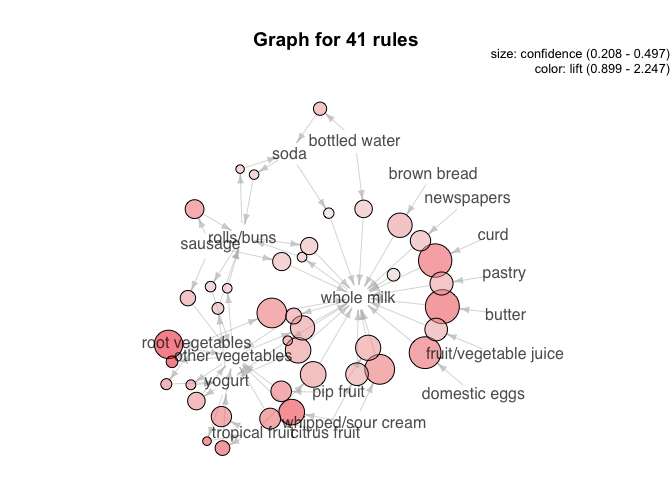 Graph for 41 rules
size: confidence (0.208 - 0.497)
color: lift (0.899 - 2.247)
bottled water
soda
brown bread
newspapers
curd
rolls/buns
sausage
pastry
whole milk
butter
root vegetables
other vegetables
fruit/vegetable juice
yogurt
pip fruit
domestic eggs
whipped/sour cream
tropical fruit
citrus fruit